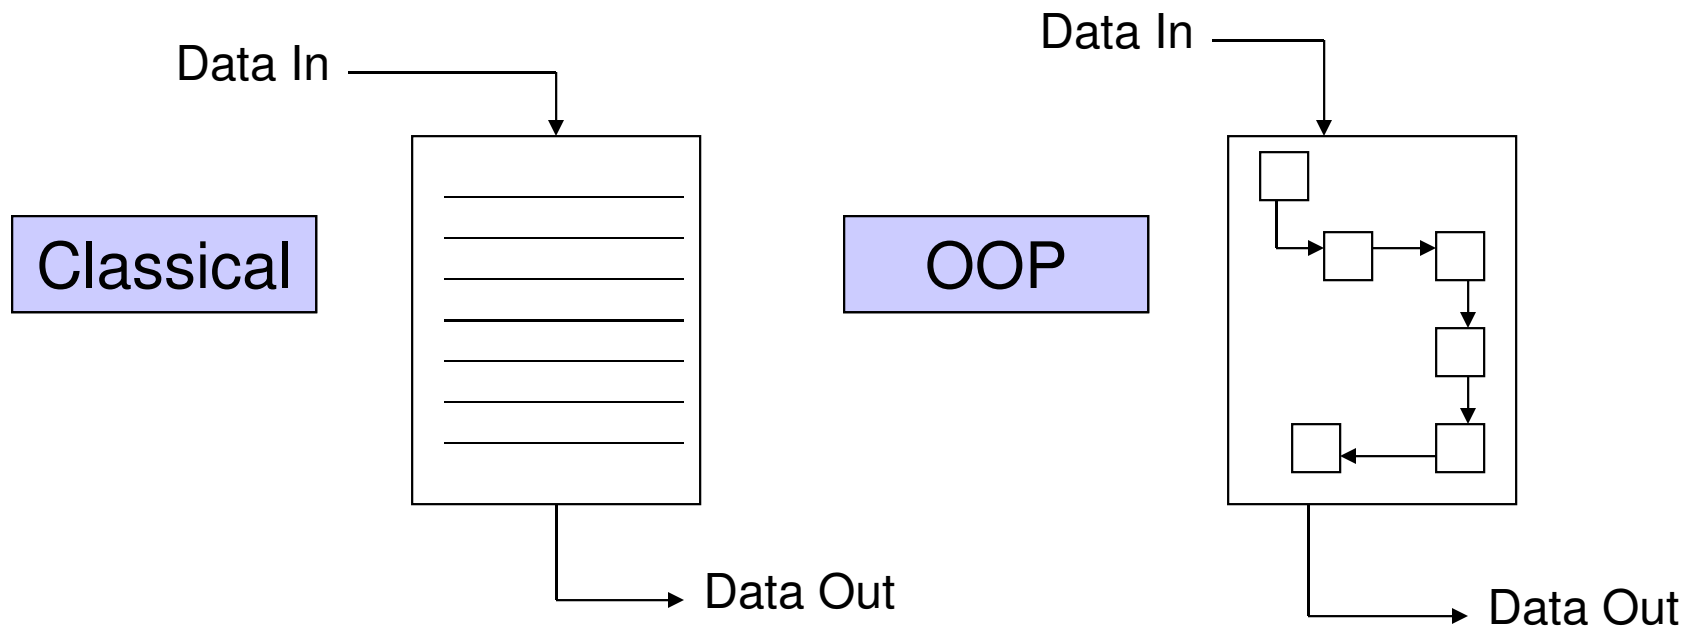 Data In
Classical
Data Out
Data In
OOP
Data Out